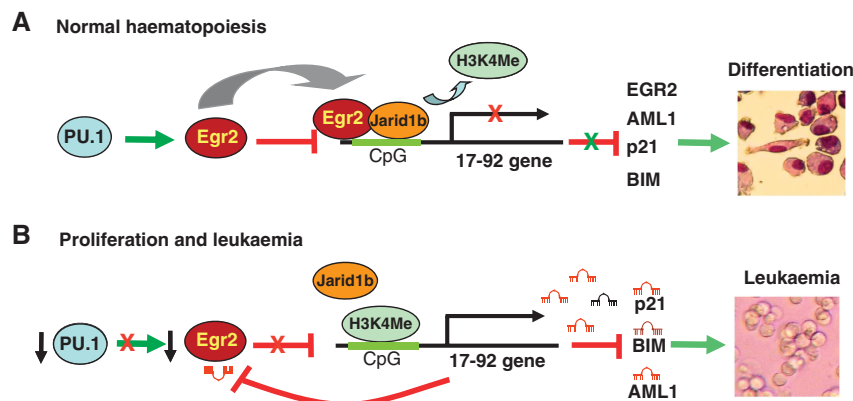 A Normal haematopoiesis
H3K4Me
Differentiation
EGR2
PU.1
Egr2
Egr2
Jarid1b
X
AML1
CpG
17-92 gene
X
p21
BIM
B Proliferation and leukaemia
Jarid1b
Leukaemia
p21
PU.1
X
Egr2
X
H3K4Me
BIM
CpG
17-92 gene
AML1